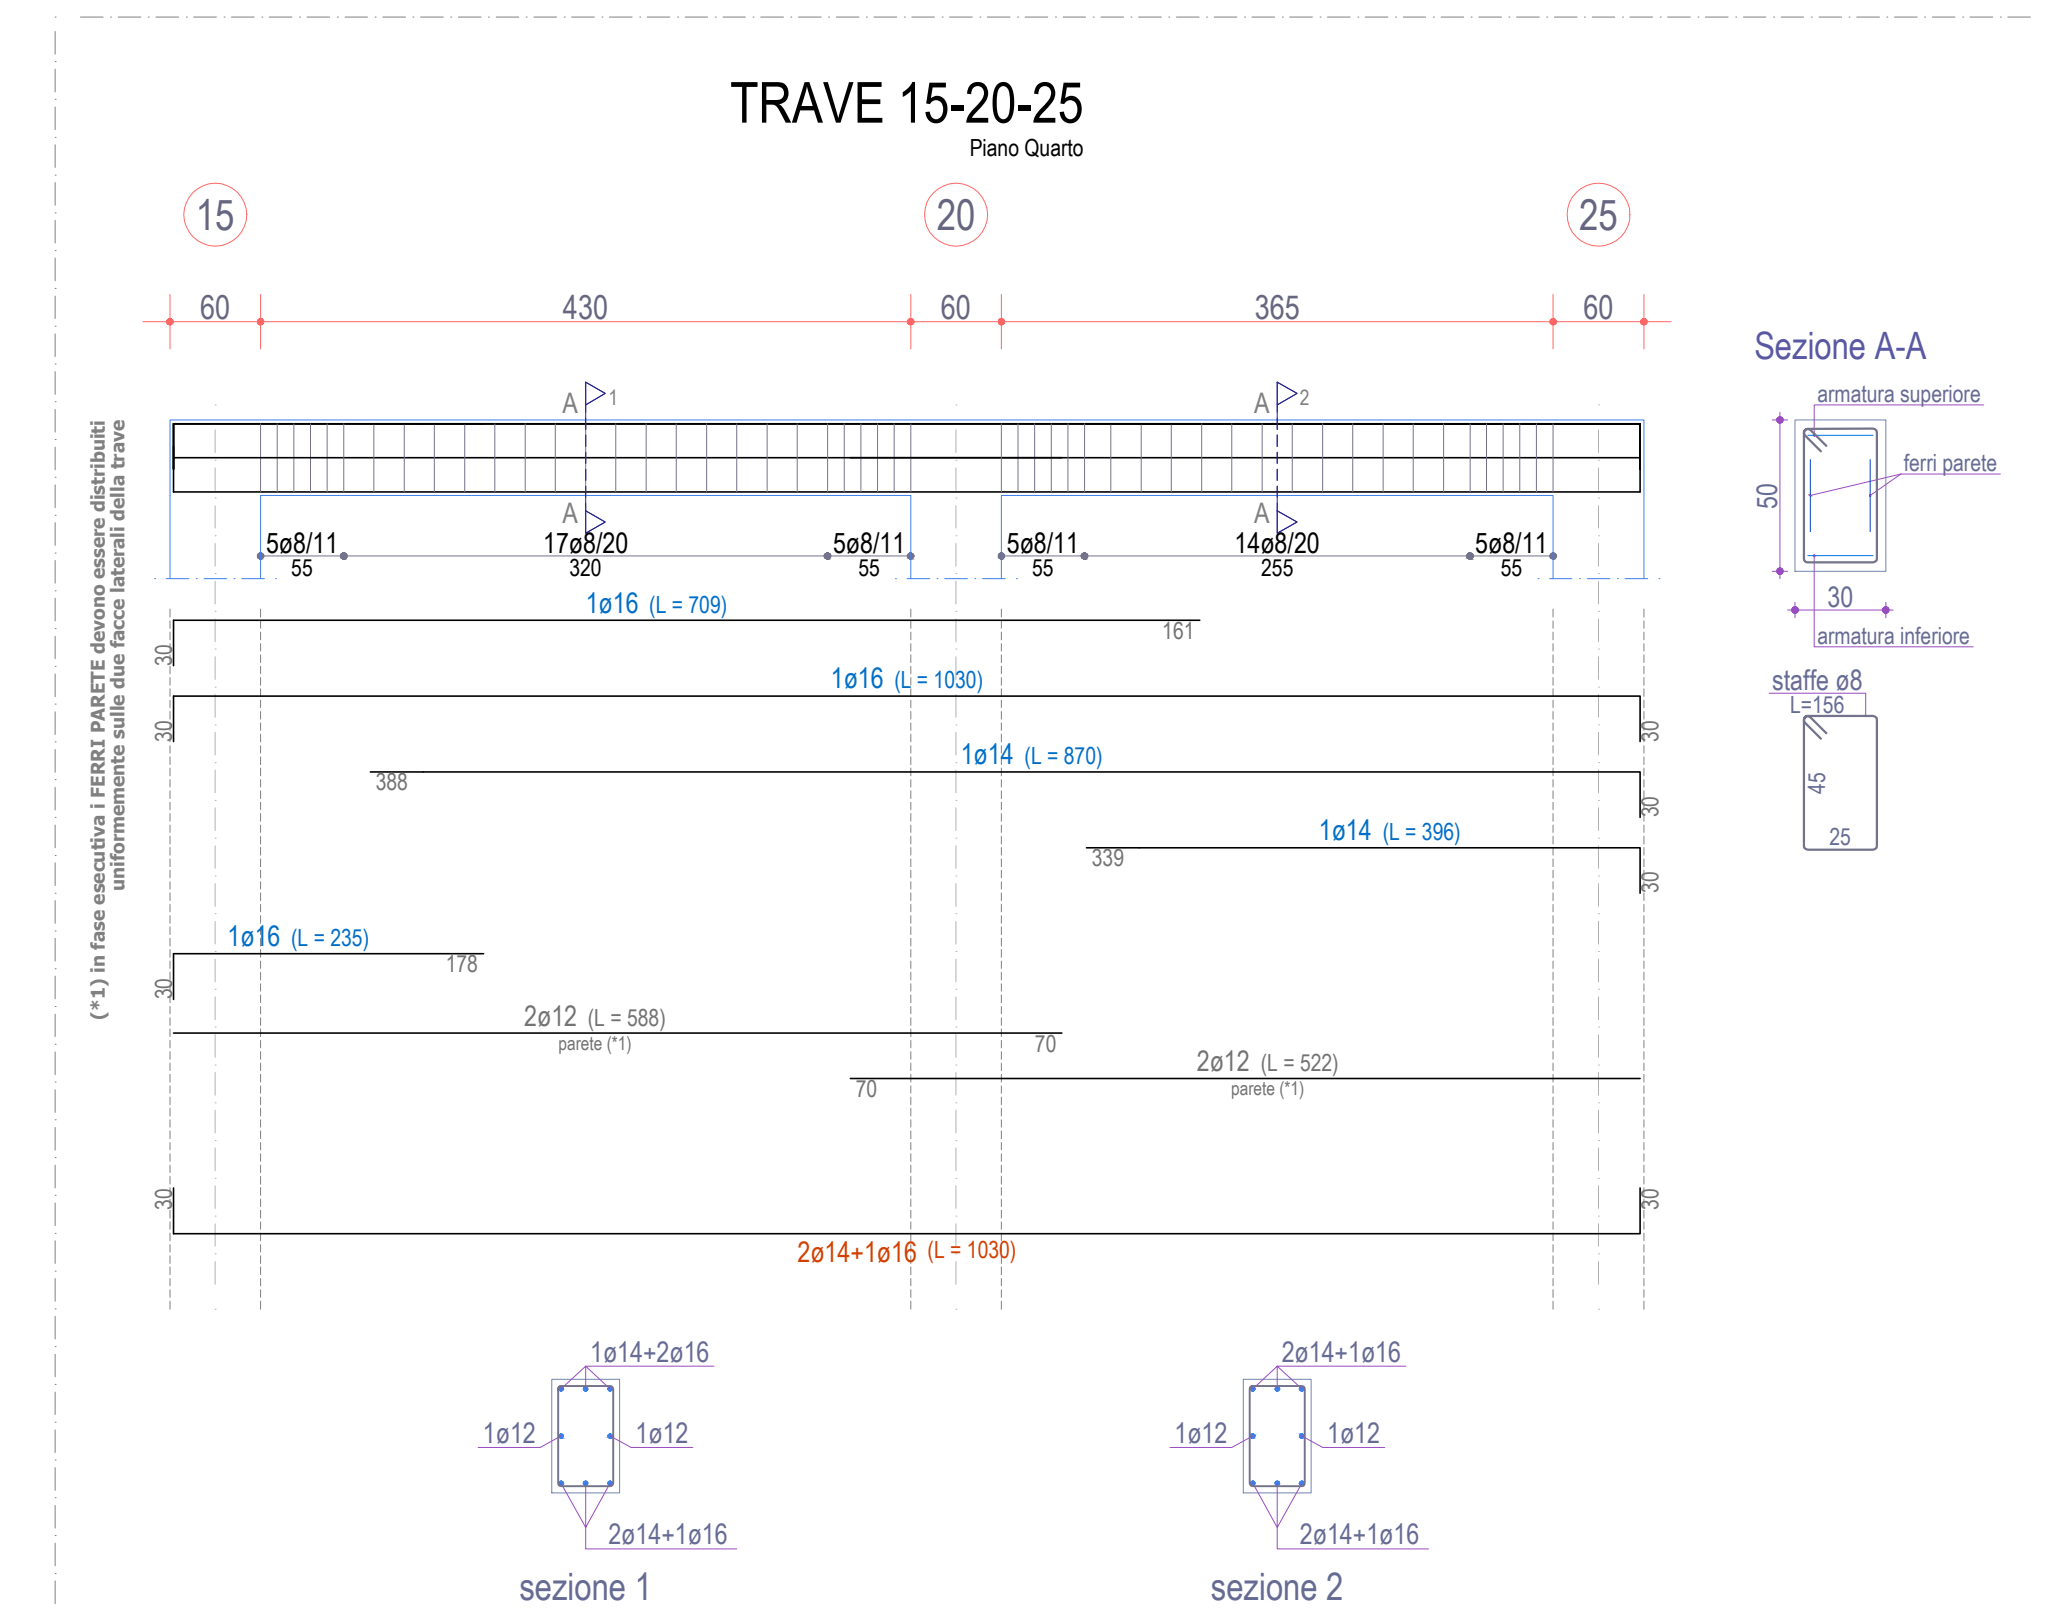 TRAVE 15-20-25
Piano Quarto
15
20
25
60
430
60
365
60
Sezione A-A
armatura superiore
ferri parete
50
30
armatura inferiore
staffe ø8
L=156
45
25
(*1) in fase esecutiva i FERRI PARETE devono essere distribuiti
uniformemente sulle due facce laterali della trave
A
1
A
2
A
A
5ø8/11
17ø8/20
5ø8/11
5ø8/11
14ø8/20
5ø8/11
55
320
55
55
255
55
1ø16 (L = 709)
30
161
1ø16 (L = 1030)
30
30
1ø14 (L = 870)
388
30
1ø14 (L = 396)
339
30
1ø16 (L = 235)
30
178
2ø12 (L = 588)
parete (*1)
70
2ø12 (L = 522)
70
parete (*1)
30
30
2ø14+1ø16 (L = 1030)
1ø14+2ø16
1ø12
1ø12
2ø14+1ø16
sezione 1
2ø14+1ø16
1ø12
1ø12
2ø14+1ø16
sezione 2